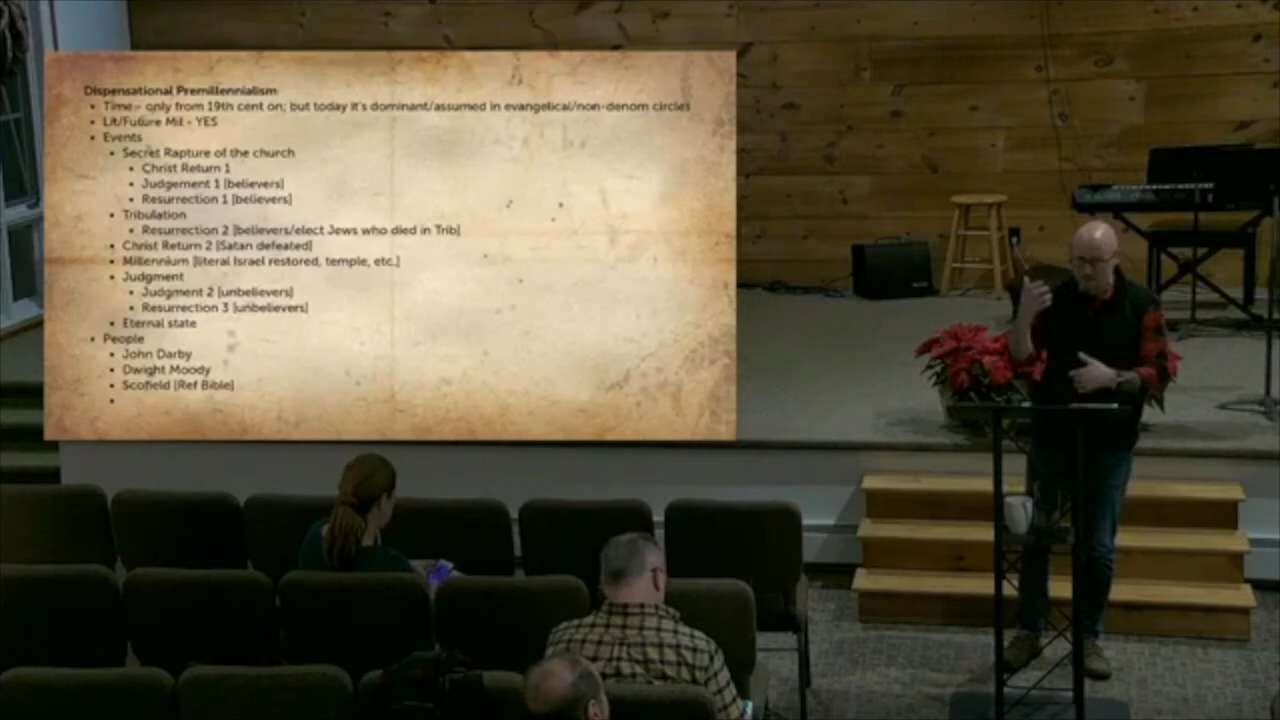 Dispensational Premillennialism
• Time - only from 19th cent on; but today it's dominant/assumed in evangelical/non-denom circles
• Lit/Future Mil - YES
• Events
• Secret Rapture of the church
• Christ Return 1
• Judgement 1 [believers]
• Resurrection 1 [believers]
• Tribulation
• Resurrection 2 [believers/elect Jews who died in Trib]
• Christ Return 2 [Satan defeated]
• Millennium [literal Israel restored, temple, etc.]
• Judgment
• Judgment 2 [unbelievers]
• Resurrection 3 [unbelievers]
• Eternal state
• People
• John Darby
• Dwight Moody
• Scofield [Ref Bible]
•